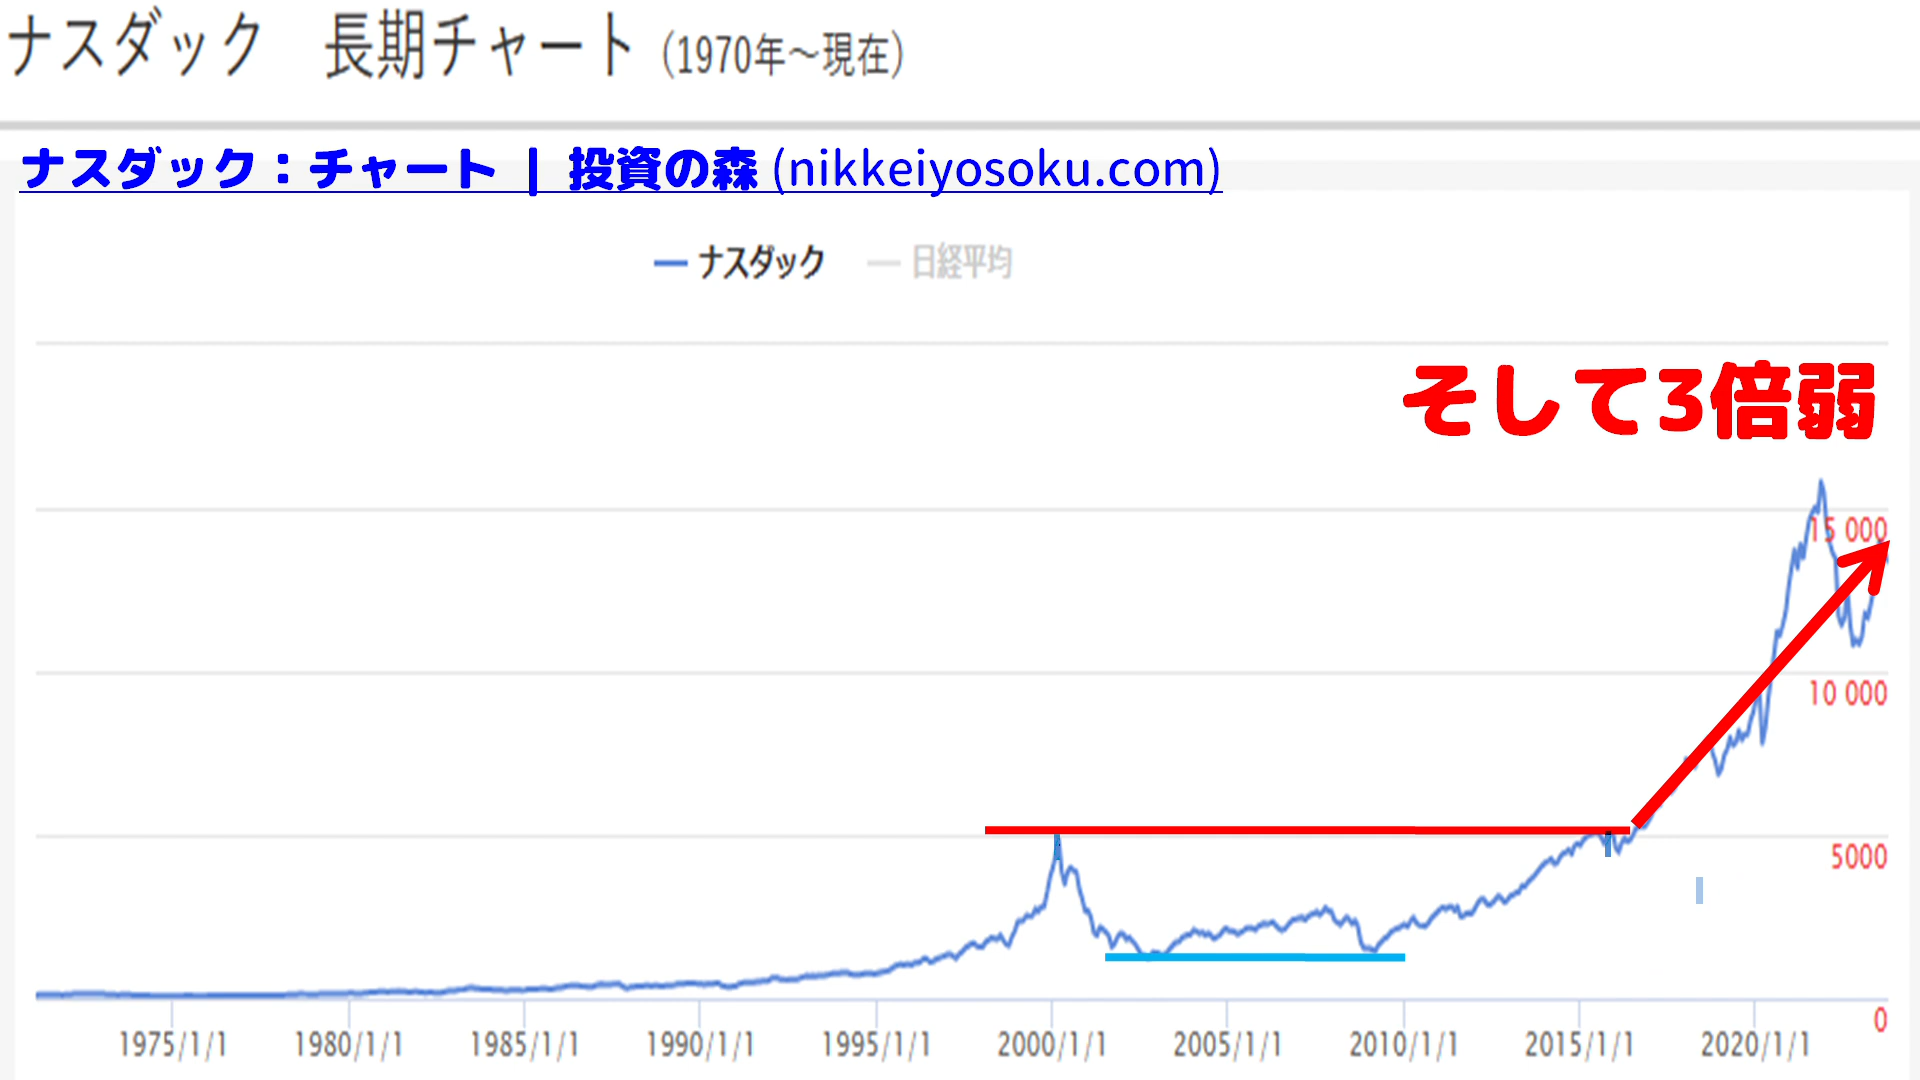 ナスダック　長期チャート (1970年～現在)
ナスダック：チャート | 投資の森 (nikkeiyosoku.com)
ナスダック　日経平均
そして3倍弱
15 000
10 000
5000
0
1975/1/1 1980/1/1 1985/1/1 1990/1/1 1995/1/1 2000/1/1 2005/1/1 2010/1/1 2015/1/1 2020/1/1